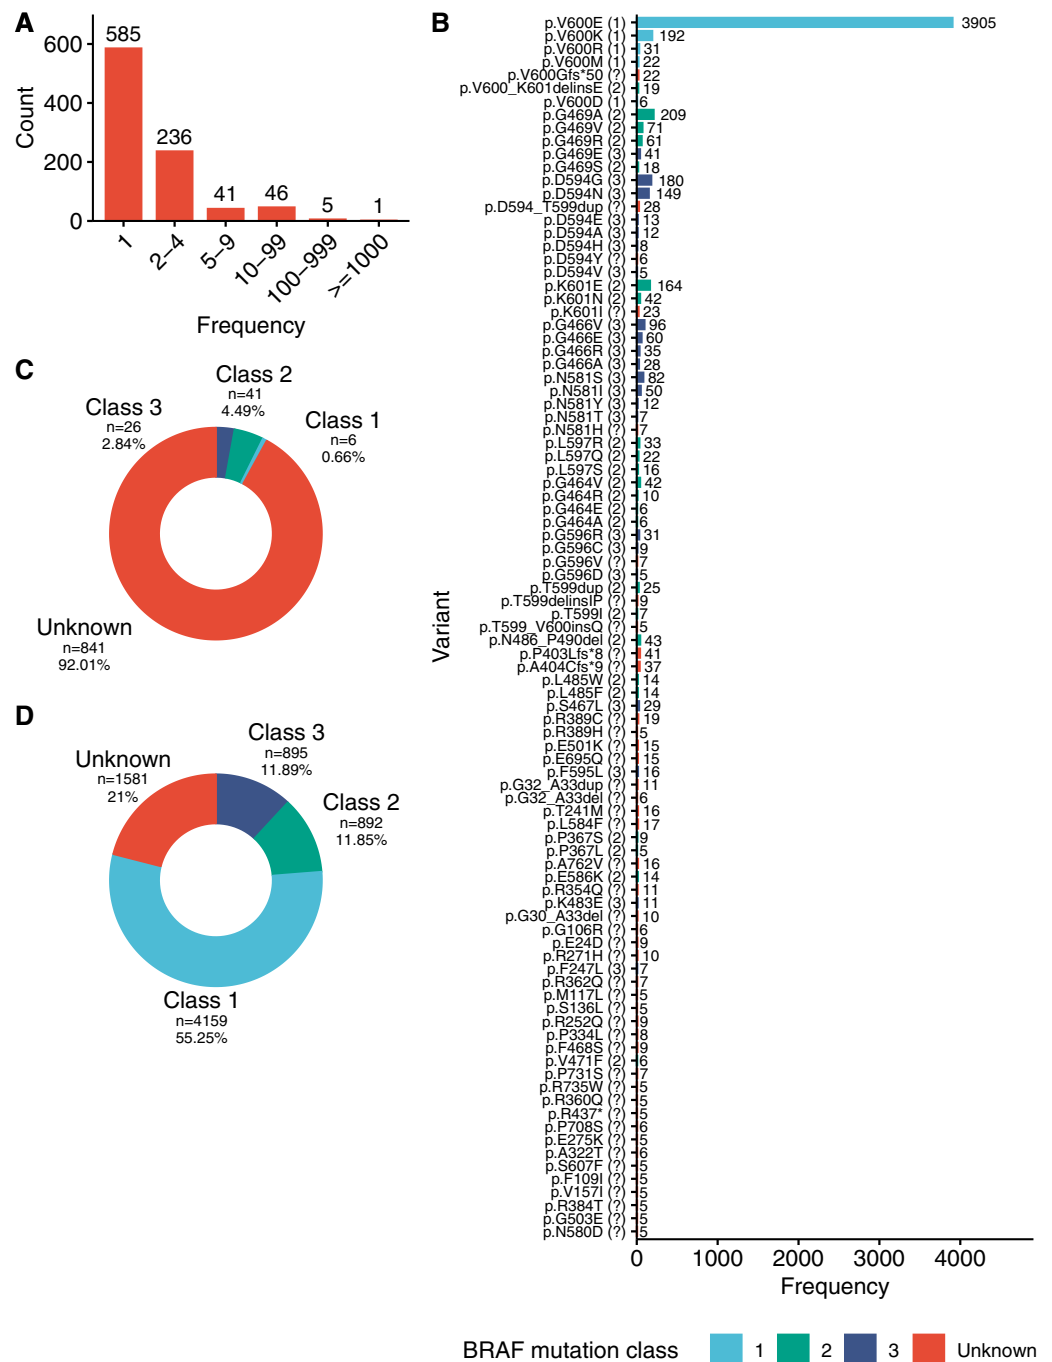 A
585
236
41
46
5
1
600
400
200
0
Count
1
2−4
5−9
10−99
100−999
>=1000
Frequency
C
Class 2
n=41
4.49%
Class 3
n=26
2.84%
Class 1
n=6
0.66%
Unknown
n=841
92.01%
D
Class 3
n=895
11.89%
Unknown
n=1581
21%
Class 2
n=892
11.85%
Class 1
n=4159
55.25%
B
Variant
p.V600E (1) 3905
p.V600K (1) 192
p.V600R (1) 31
p.V600M (1) 22
p.V600Gfs*50 (?) 22
p.V600_K601delinsE (2) 19
p.V600D (1) 6
p.G469A (2) 209
p.G469V (2) 71
p.G469R (2) 61
p.G469E (3) 41
p.G469S (2) 18
p.D594G (3) 180
p.D594N (3) 149
p.D594_T599dup (?) 28
p.D594E (3) 13
p.D594A (3) 12
p.D594H (3) 8
p.D594Y (?) 6
p.D594V (3) 5
p.K601E (2) 164
p.K601N (2) 42
p.K601I (?) 23
p.G466V (3) 96
p.G466E (3) 60
p.G466R (3) 35
p.G466A (3) 28
p.N581S (3) 82
p.N581I (3) 50
p.N581Y (3) 12
p.N581T (3) 7
p.N581H (?) 7
p.L597R (2) 33
p.L597Q (2) 22
p.L597S (2) 16
p.G464V (2) 42
p.G464R (2) 10
p.G464E (2) 6
p.G464A (2) 6
p.G596R (3) 31
p.G596C (3) 9
p.G596V (?) 7
p.G596D (3) 5
p.T599dup (2) 25
p.T599delinsIP (?) 9
p.T599I (2) 7
p.T599_V600insQ (?) 5
p.N486_P490del (2) 43
p.P403Lfs*8 (?) 41
p.A404Cfs*9 (?) 37
p.L485W (2) 14
p.L485F (2) 14
p.S467L (3) 29
p.R389C (?) 19
p.R389H (?) 5
p.E501K (?) 15
p.E695Q (?) 15
p.F595L (3) 16
p.G32_A33dup (?) 11
p.G32_A33del (?) 6
p.T241M (?) 16
p.L584F (?) 17
p.P367S (2) 9
p.P367L (2) 5
p.A762V (?) 16
p.E586K (2) 14
p.R354Q (?) 11
p.K483E (3) 11
p.G30_A33del (?) 10
p.G106R (?) 6
p.E24D (?) 9
p.R271H (?) 10
p.F247L (3) 7
p.R362Q (?) 7
p.M117L (?) 5
p.S136L (?) 5
p.R252Q (?) 9
p.P334L (?) 8
p.F468S (?) 9
p.V471F (2) 6
p.P731S (?) 7
p.R735W (?) 5
p.R360Q (?) 5
p.R437* (?) 5
p.P708S (?) 6
p.E275K (?) 5
p.A322T (?) 6
p.S607F (?) 5
p.F109I (?) 5
p.V157I (?) 5
p.R384T (?) 5
p.G503E (?) 5
p.N580D (?) 5
0 1000 2000 3000 4000
Frequency
BRAF mutation class 1 2 3 Unknown